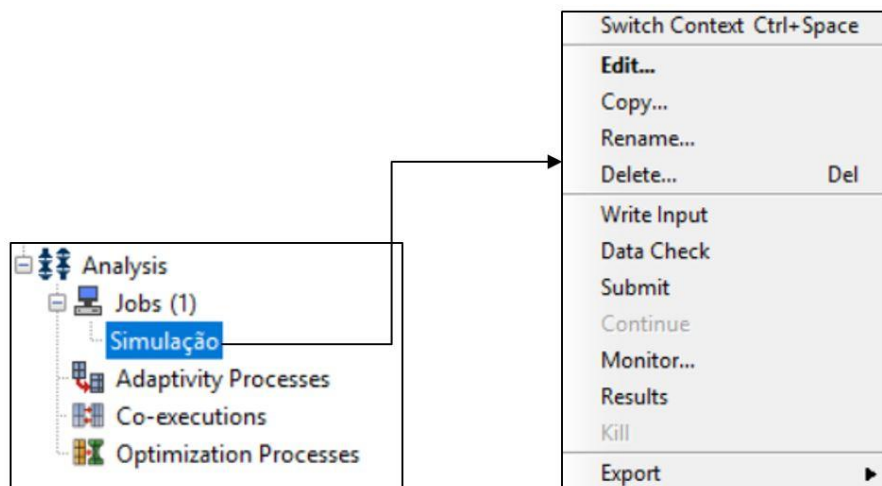 Analysis
Jobs (1)
Simulação
Adaptivity Processes
Co-executions
Optimization Processes
Switch Context Ctrl+Space
Edit...
Copy...
Rename...
Delete... Del
Write Input
Data Check
Submit
Continue
Monitor...
Results
Kill
Export